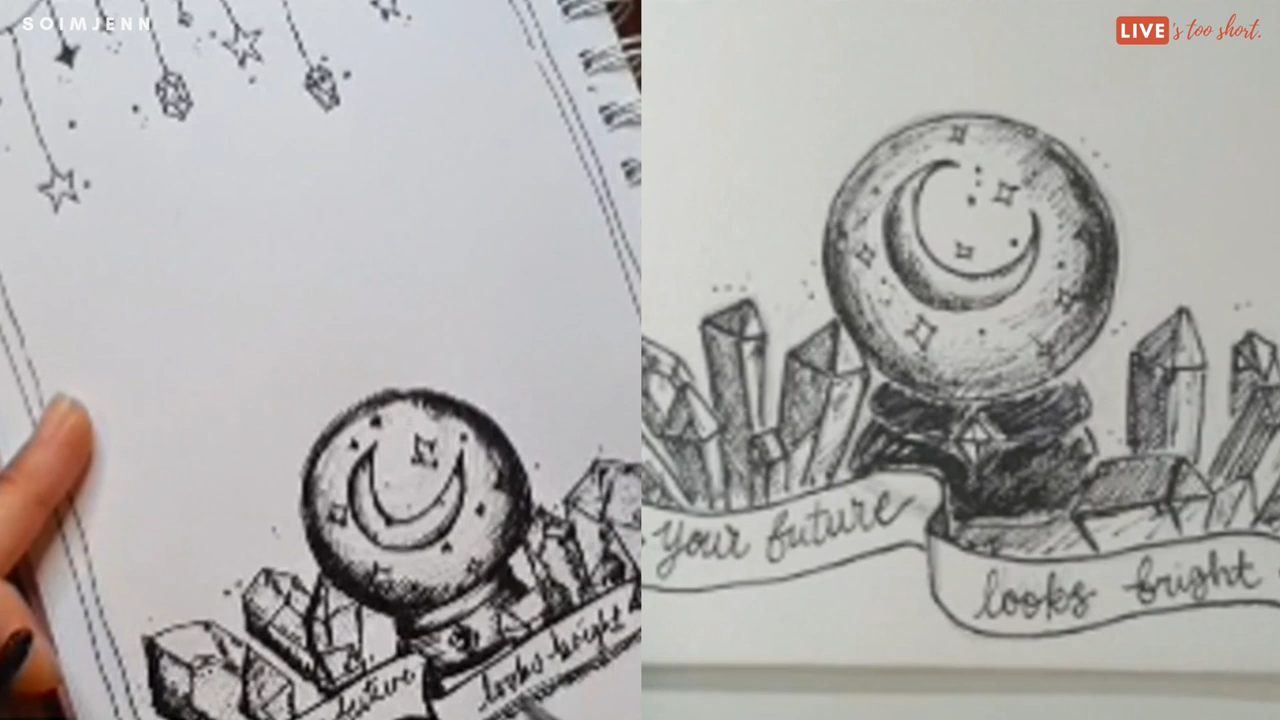 SOIMJENN
LIVE's too short.
future
looks bright
your future
looks bright